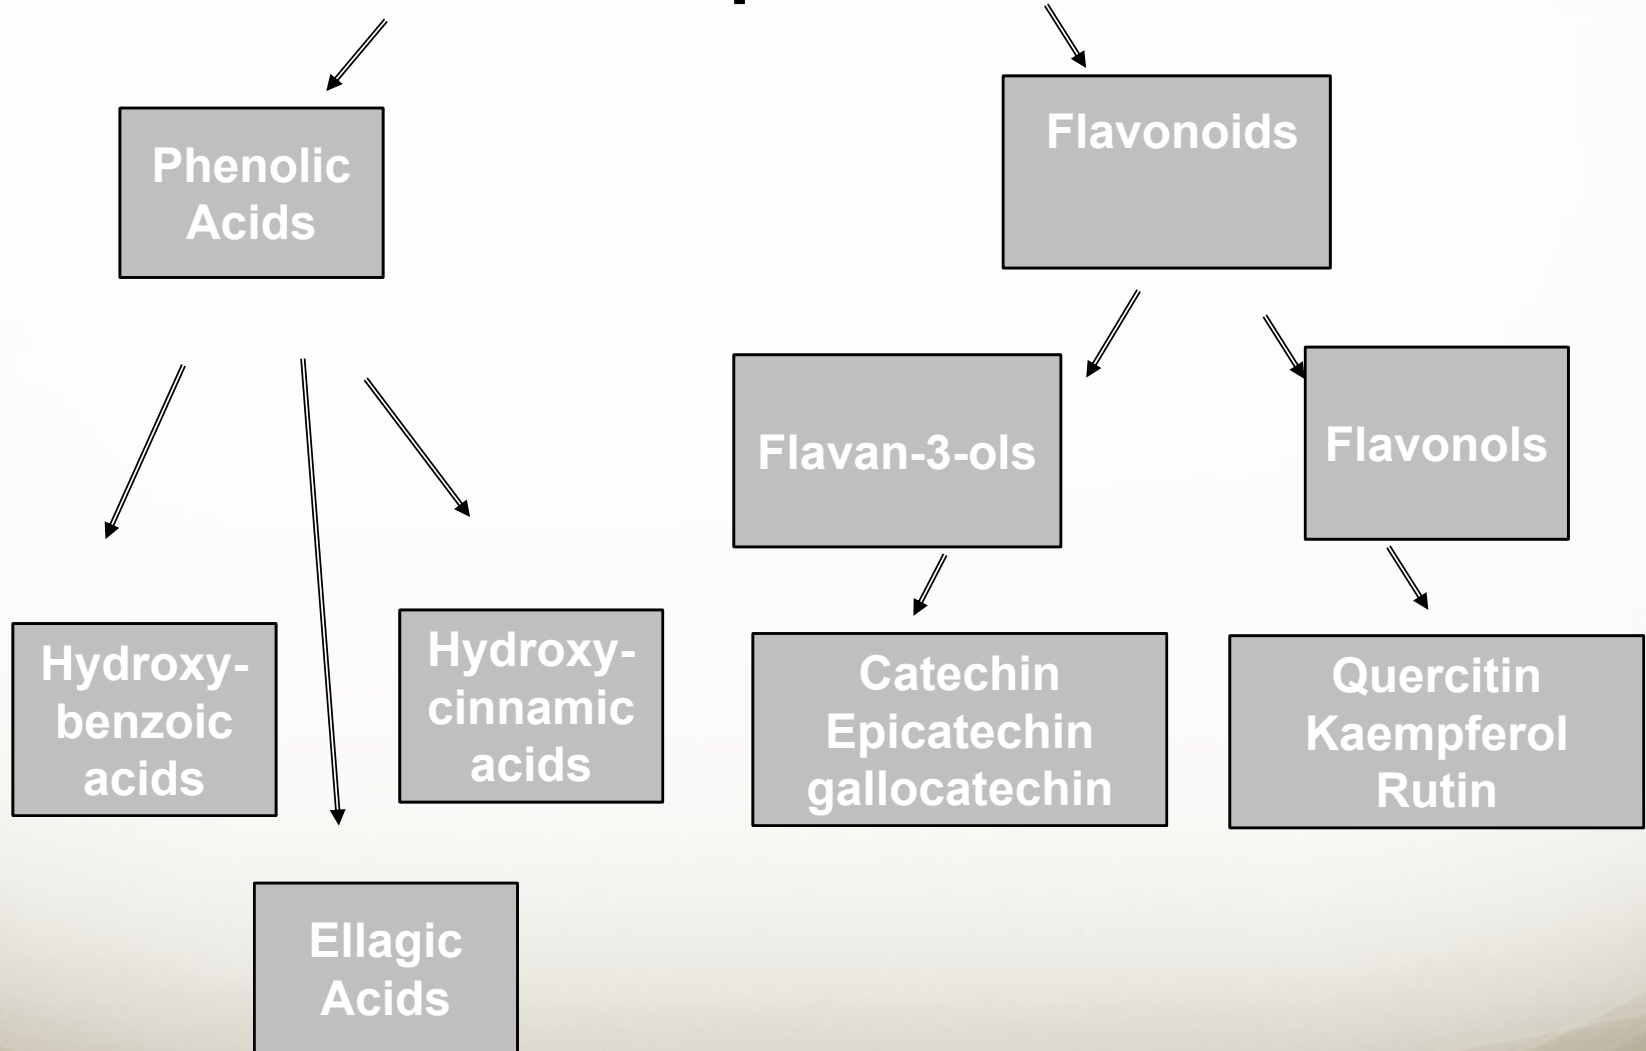 Phenolic
Acids
Flavonoids
Flavan-3-ols
Flavonols
Hydroxy-
benzoic
acids
Hydroxy-
cinnamic
acids
Catechin
Epicatechin
gallocatechin
Quercitin
Kaempferol
Rutin
Ellagic
Acids